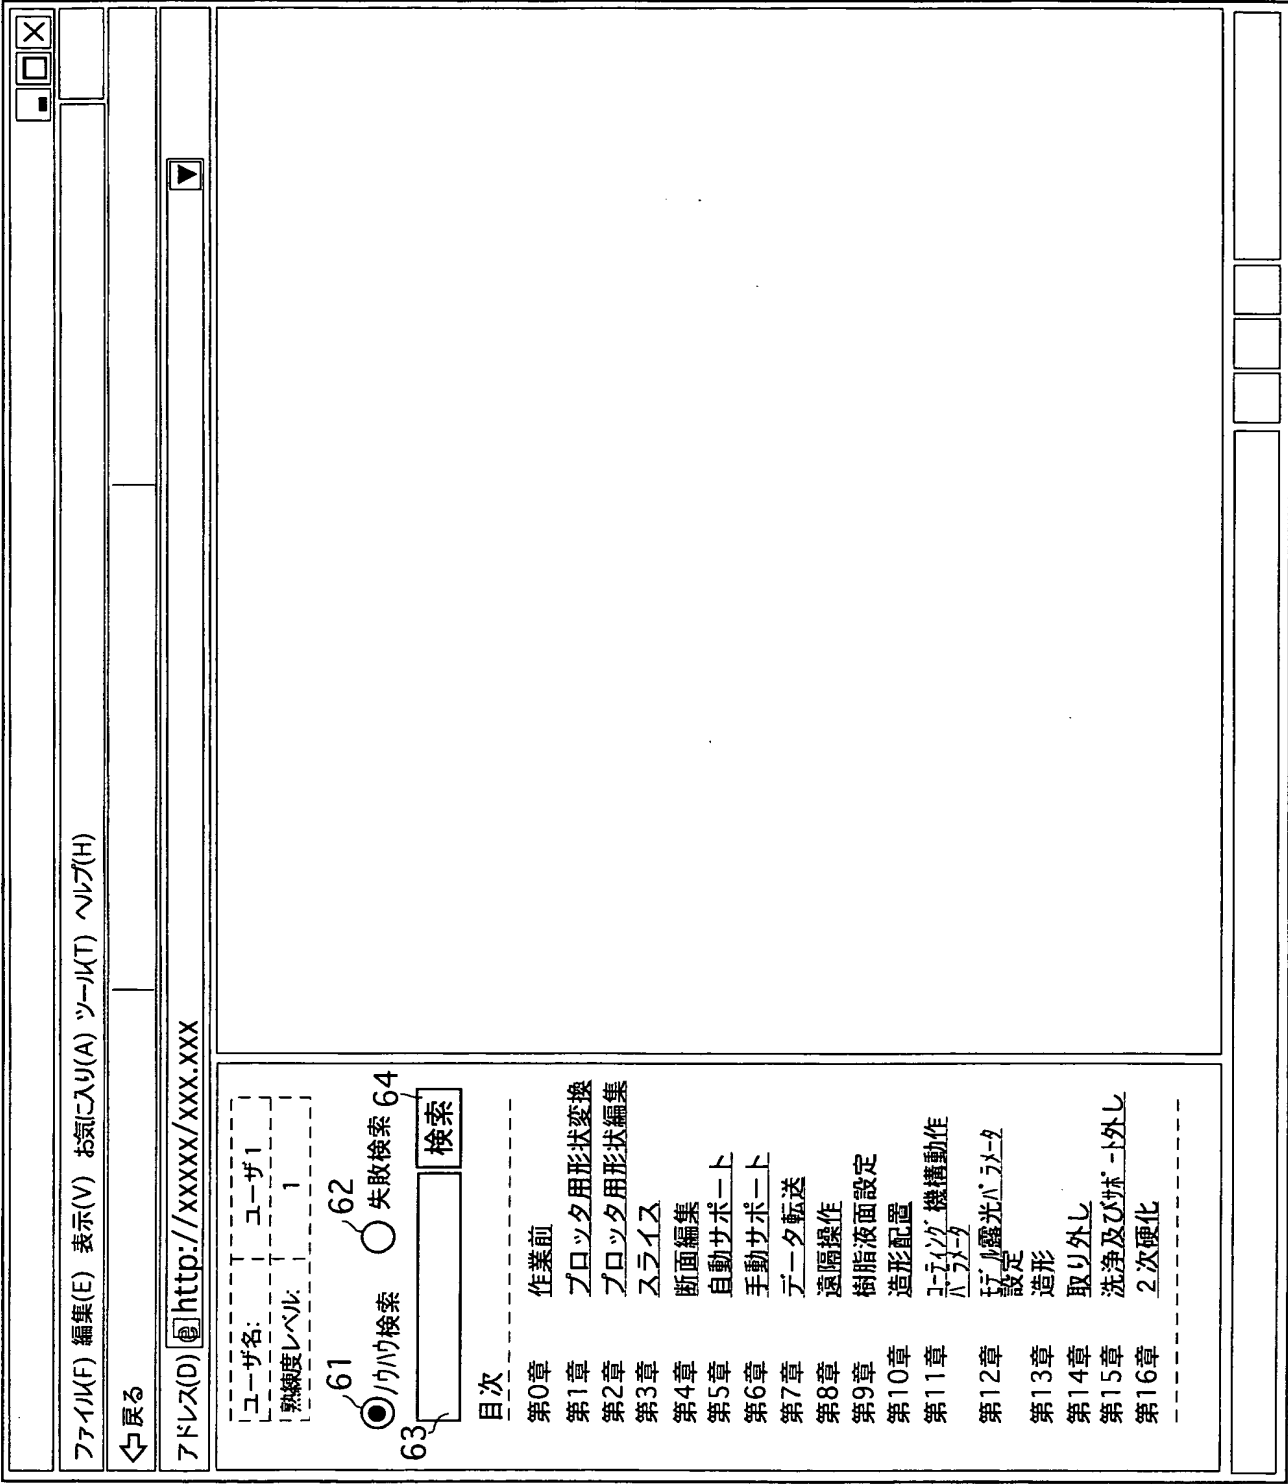 ファイル(F) 編集(E) 表示(V) お気に入り(A) ツール(T) ヘルプ(H)
戻る
アドレス(D) e http://xxxxx/xxx.xxx
ユーザ名: ユーザ1
熟練度レベル: 1
61 62
ノウハウ検索 失敗検索 64
63 検索
目次
第0章 作業前
第1章 プロッタ用形状変換
第2章 プロッタ用形状編集
第3章 スライス
第4章 断面編集
第5章 自動サポート
第6章 手動サポート
第7章 データ転送
第8章 遠隔操作
第9章 樹脂液面設定
第10章 造形配置
第11章 ｺｰﾃｨﾝｸﾞ機構動作
ﾊﾟﾗﾒｰﾀ
第12章 ﾓﾃﾞﾙ露光ﾊﾟﾗﾒｰﾀ
設定
第13章 造形
第14章 取り外し
第15章 洗浄及びｻﾎﾟｰﾄ外し
第16章 2次硬化